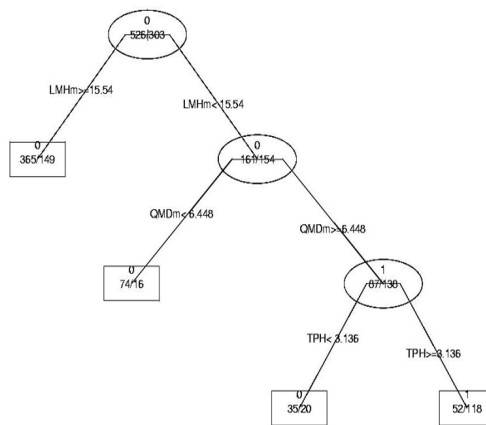 0
526/303
LMHm>=15.54
LMHm< 15.54
0
365/149
0
161/154
QMDm< 6.448
QMDm>=6.448
0
74/16
1
87/138
TPH< 3.136
TPH>=3.136
0
35/20
1
52/118